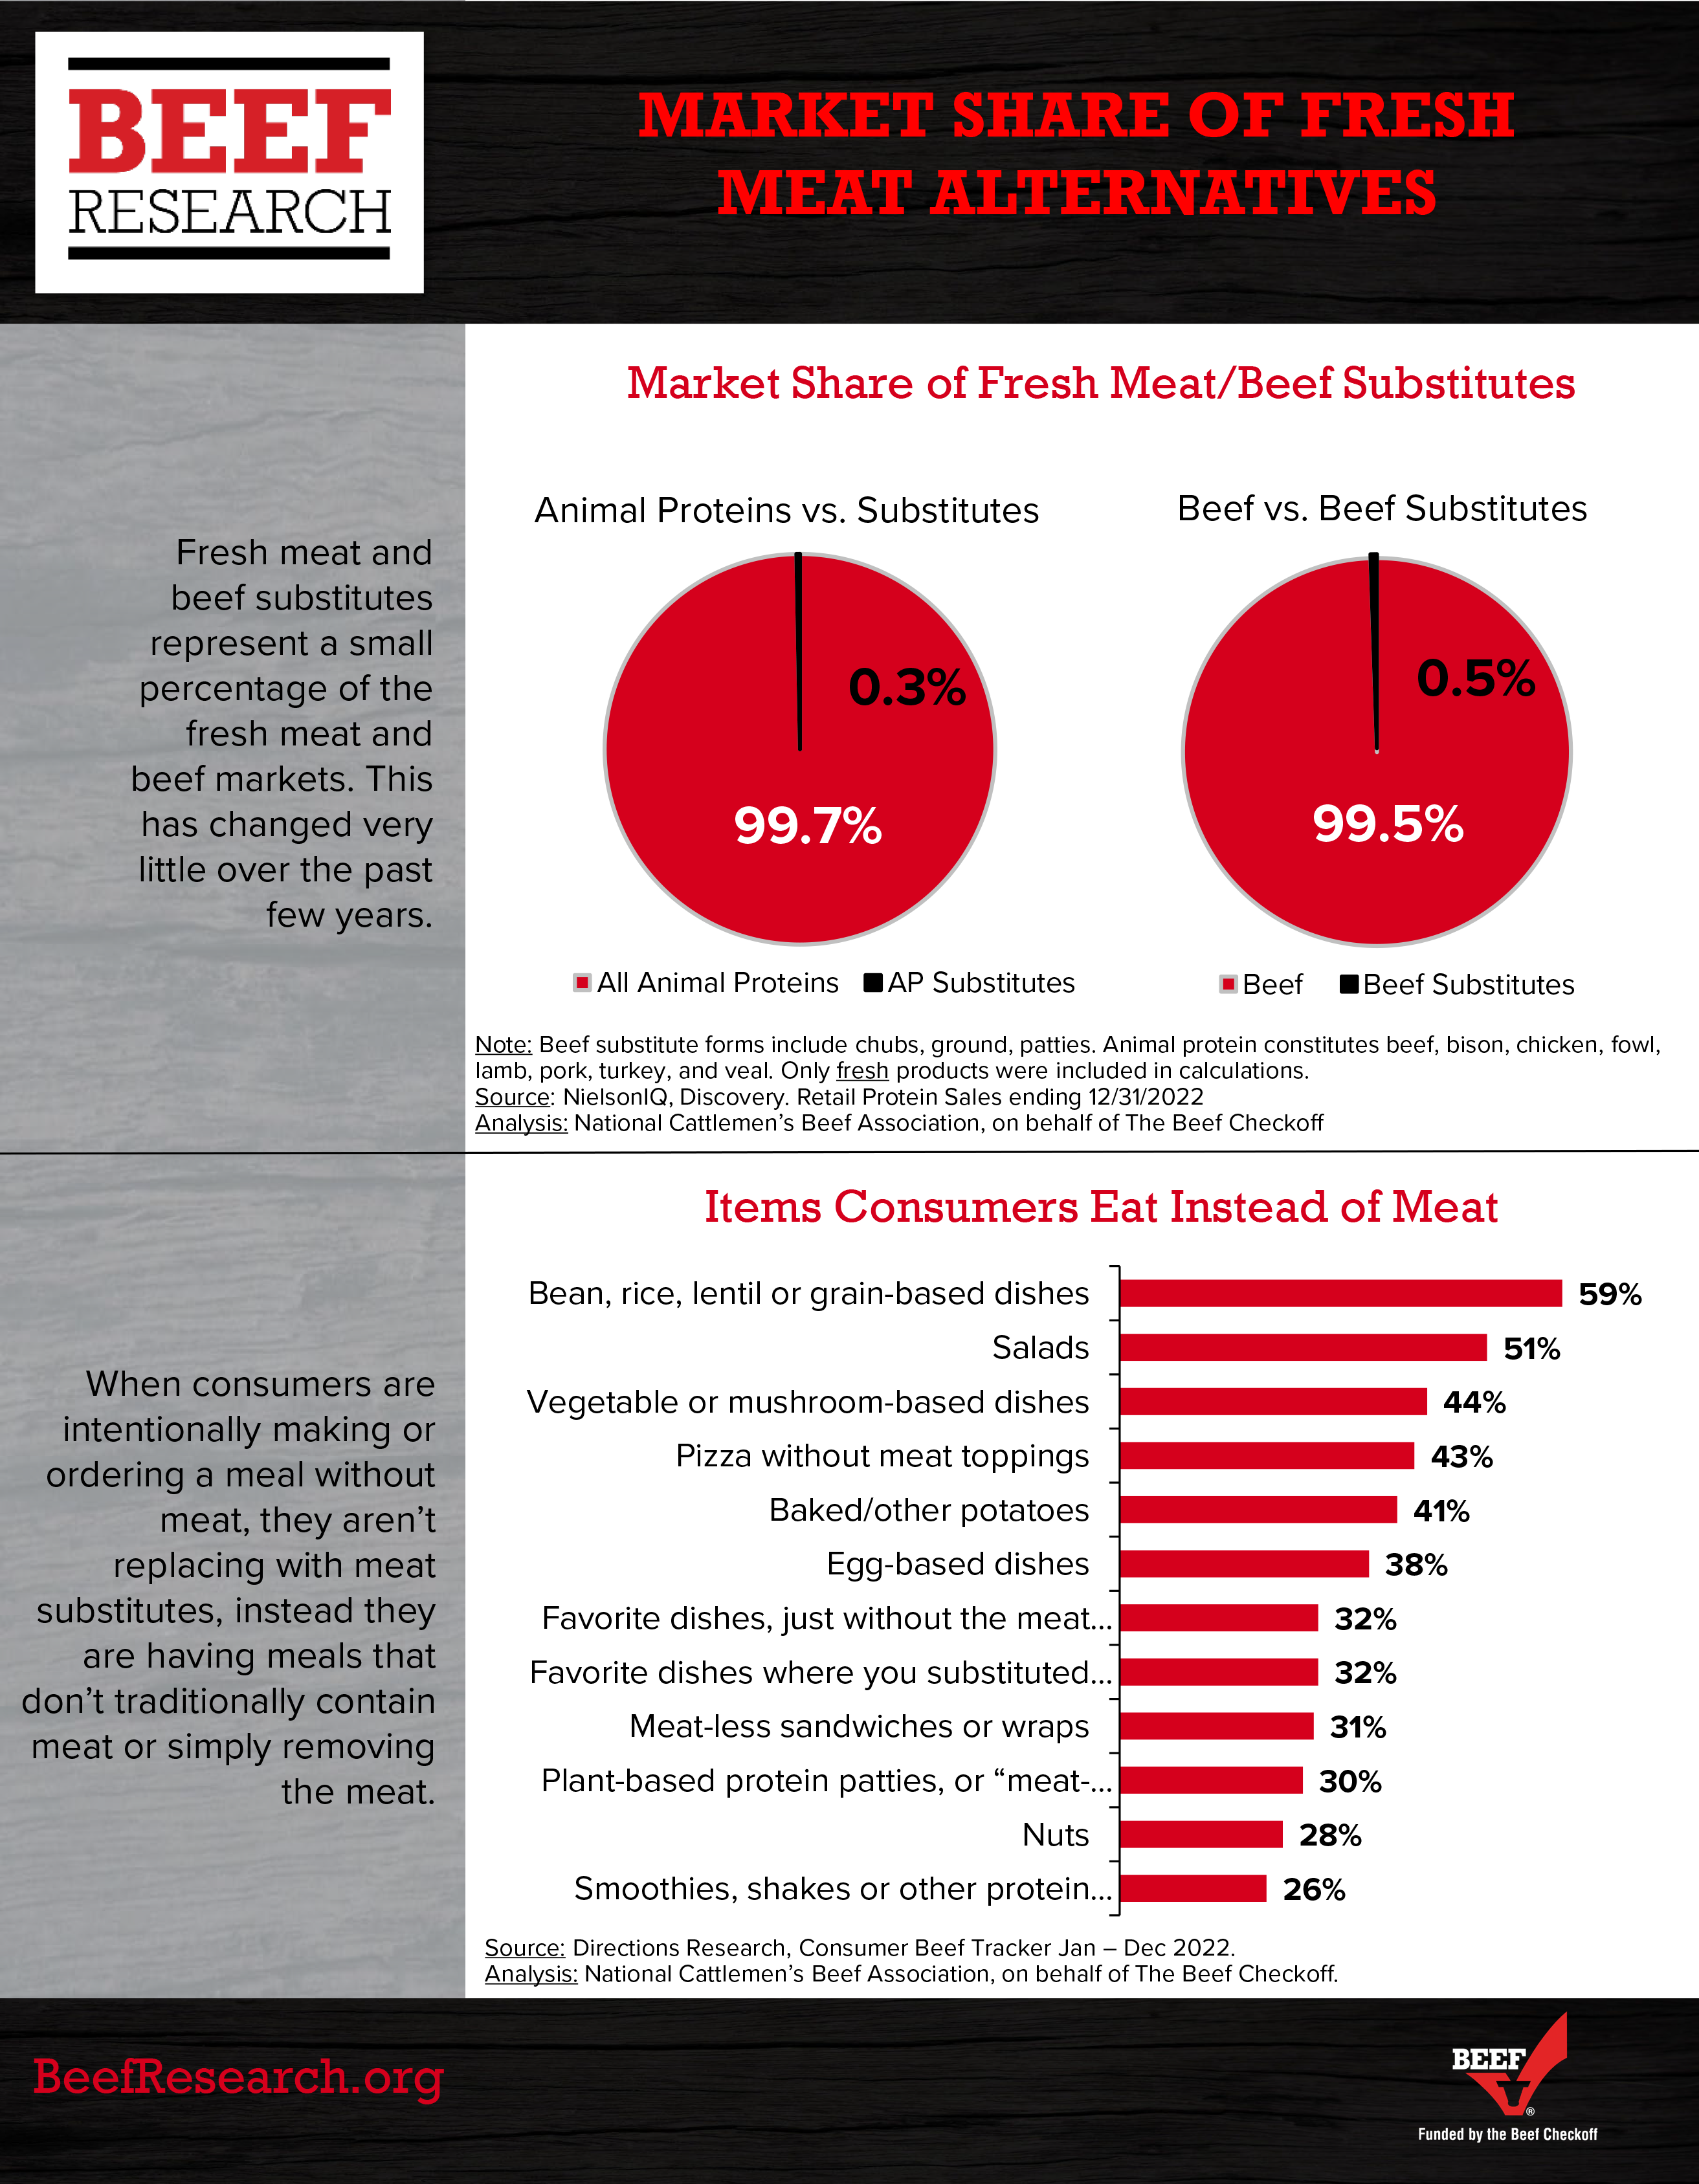 BEEF
RESEARCH
MARKET SHARE OF FRESH
MEAT ALTERNATIVES
Fresh meat and
beef substitutes
represent a small
percentage of the
fresh meat and
beef markets. This
has changed very
little over the past
few years.
Market Share of Fresh Meat/Beef Substitutes
Animal Proteins vs. Substitutes
0.3%
99.7%
All Animal Proteins
AP Substitutes
Beef vs. Beef Substitutes
0.5%
99.5%
Beef
Beef Substitutes
Note: Beef substitute forms include chubs, ground, patties. Animal protein constitutes beef, bison, chicken, fowl,
lamb, pork, turkey, and veal. Only fresh products were included in calculations.
Source: NielsonIQ, Discovery. Retail Protein Sales ending 12/31/2022
Analysis: National Cattlemen’s Beef Association, on behalf of The Beef Checkoff
When consumers are
intentionally making or
ordering a meal without
meat, they aren’t
replacing with meat
substitutes, instead they
are having meals that
don’t traditionally contain
meat or simply removing
the meat.
Items Consumers Eat Instead of Meat
Bean, rice, lentil or grain-based dishes 59%
Salads 51%
Vegetable or mushroom-based dishes 44%
Pizza without meat toppings 43%
Baked/other potatoes 41%
Egg-based dishes 38%
Favorite dishes, just without the meat... 32%
Favorite dishes where you substituted... 32%
Meat-less sandwiches or wraps 31%
Plant-based protein patties, or “meat-... 30%
Nuts 28%
Smoothies, shakes or other protein... 26%
Source: Directions Research, Consumer Beef Tracker Jan – Dec 2022.
Analysis: National Cattlemen’s Beef Association, on behalf of The Beef Checkoff.
BeefResearch.org
BEEF
®
Funded by the Beef Checkoff